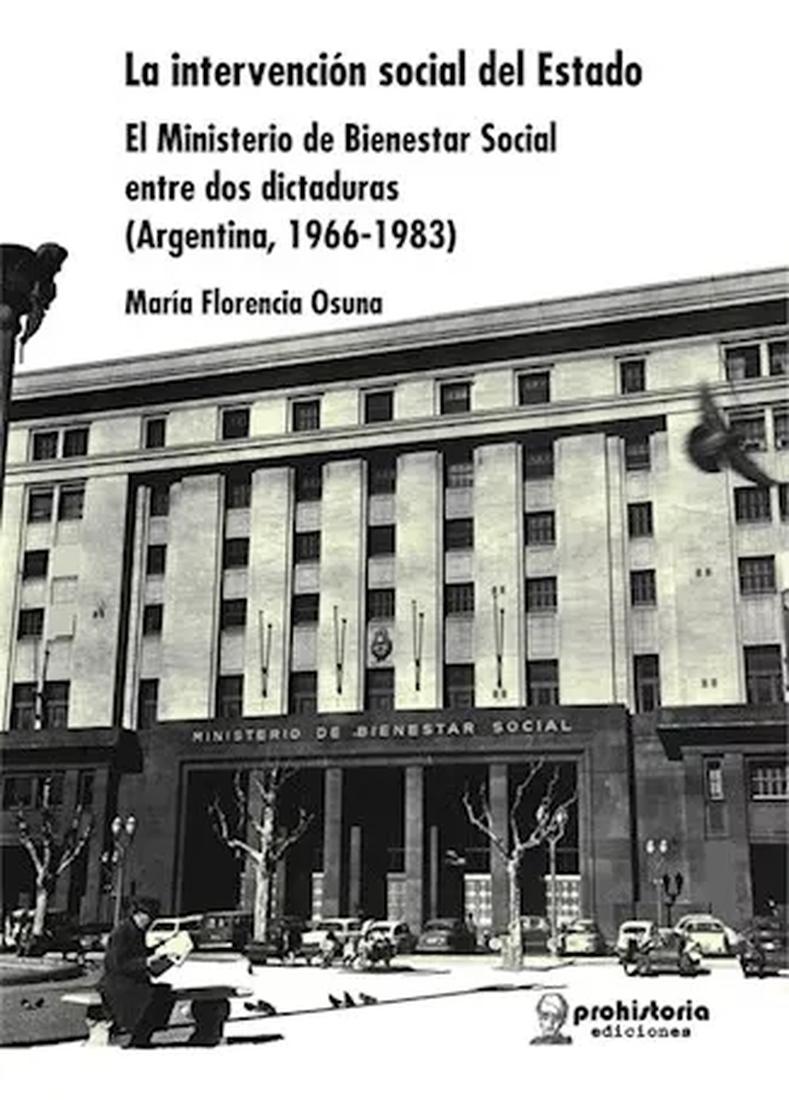 La intervención social del Estado
El Ministerio de Bienestar Social
entre dos dictaduras
(Argentina, 1966-1983)
María Florencia Osuna
MINISTERIO DE BIENESTAR SOCIAL
prohistoria
ediciones